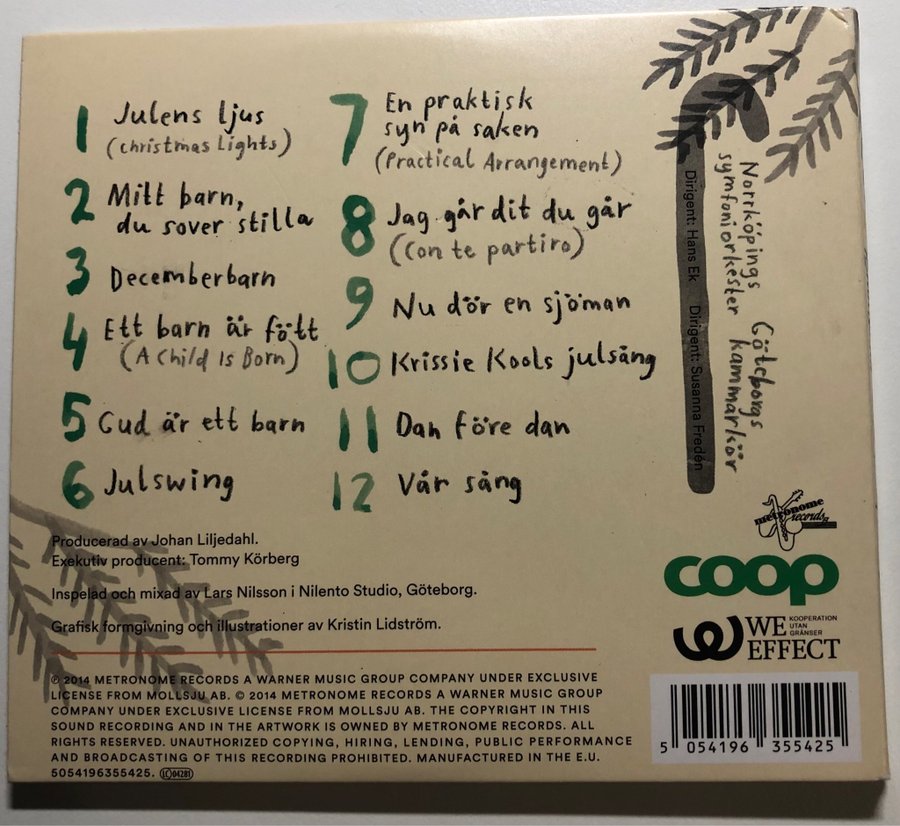 1 Julens ljus
(Christmas Lights)
2 Mitt barn,
du sover stilla
3 Decemberbarn
4 Ett barn är fött
(A Child Is Born)
5 Gud är ett barn
6 Julswing
7 En praktisk
syn på saken
(Practical Arrangement)
8 Jag går dit du går
(Con te partiro)
9 Nu dör en sjöman
10 Krissie Kools julsång
11 Dan före dan
12 Vår sång
Norrköpings
symfoniorkester
Dirigent: Hans Ek
Göteborgs
kammarkör
Dirigent: Susanna Fredén
Producerad av Johan Liljedahl.
Exekutiv producent: Tommy Körberg
Inspelad och mixad av Lars Nilsson i Nilento Studio, Göteborg.
Grafisk formgivning och illustrationer av Kristin Lidström.
℗ 2014 METRONOME RECORDS A WARNER MUSIC GROUP COMPANY UNDER EXCLUSIVE
LICENSE FROM MOLLSJU AB. © 2014 METRONOME RECORDS A WARNER MUSIC GROUP
COMPANY UNDER EXCLUSIVE LICENSE FROM MOLLSJU AB. THE COPYRIGHT IN THIS
SOUND RECORDING AND IN THE ARTWORK IS OWNED BY METRONOME RECORDS. ALL
RIGHTS RESERVED. UNAUTHORIZED COPYING, HIRING, LENDING, PUBLIC PERFORMANCE
AND BROADCASTING OF THIS RECORDING PROHIBITED. MANUFACTURED IN THE E.U.
5054196355425. LC 04281
metronome
records
coop
WE
EFFECT
KOOPERATION
UTAN
GRÄNSER
5 054196 355425